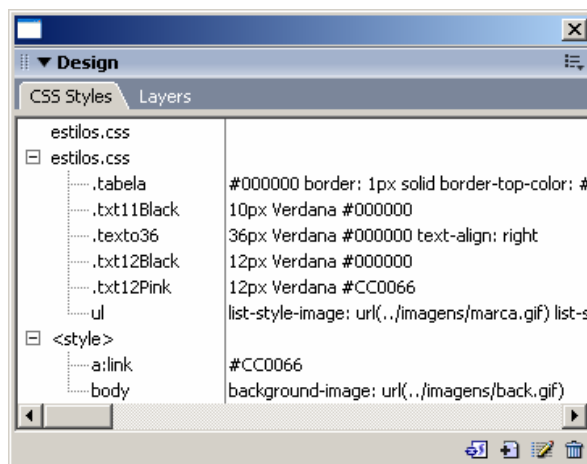 Design
CSS Styles Layers
estilos.css
estilos.css
.tabela #000000 border: 1px solid border-top-color: #
.txt11Black 10px Verdana #000000
.texto36 36px Verdana #000000 text-align: right
.txt12Black 12px Verdana #000000
.txt12Pink 12px Verdana #CC0066
ul list-style-image: url(../imagens/marca.gif) list-s
<style>
a:link #CC0066
body background-image: url(../imagens/back.gif)